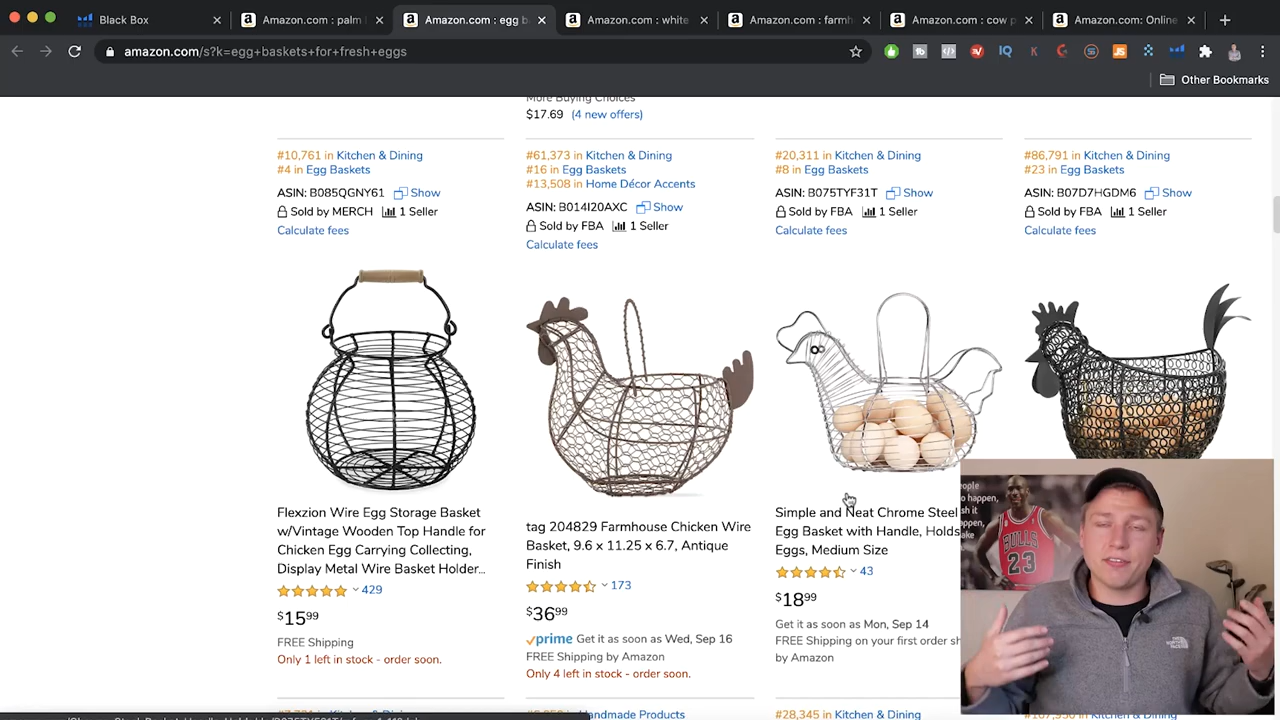 Black Box
Amazon.com : palm
Amazon.com : egg b
Amazon.com : white
Amazon.com : farmh
Amazon.com : cow p
Amazon.com: Online
amazon.com/s?k=egg+baskets+for+fresh+eggs
Other Bookmarks
More Buying Choices
$17.69 (4 new offers)
#10,761 in Kitchen & Dining
#4 in Egg Baskets
ASIN: B085QGNY61 Show
Sold by MERCH 1 Seller
Calculate fees
#61,373 in Kitchen & Dining
#16 in Egg Baskets
#13,508 in Home Décor Accents
ASIN: B014I20AXC Show
Sold by FBA 1 Seller
Calculate fees
#20,311 in Kitchen & Dining
#8 in Egg Baskets
ASIN: B075TYF31T Show
Sold by FBA 1 Seller
Calculate fees
#86,791 in Kitchen & Dining
#23 in Egg Baskets
ASIN: B07D7HGDM6 Show
Sold by FBA 1 Seller
Calculate fees
Flexzion Wire Egg Storage Basket
w/Vintage Wooden Top Handle for
Chicken Egg Carrying Collecting,
Display Metal Wire Basket Holder...
429
$15.99
FREE Shipping
Only 1 left in stock - order soon.
tag 204829 Farmhouse Chicken Wire
Basket, 9.6 x 11.25 x 6.7, Antique
Finish
173
$36.99
prime Get it as soon as Wed, Sep 16
FREE Shipping by Amazon
Only 4 left in stock - order soon.
Simple and Neat Chrome Steel
Egg Basket with Handle, Holds
Eggs, Medium Size
43
$18.99
Get it as soon as Mon, Sep 14
FREE Shipping on your first order sh
by Amazon
Handmade Products
#28,345 in Kitchen & Dining
BULLS
23
THE NORTH FACE